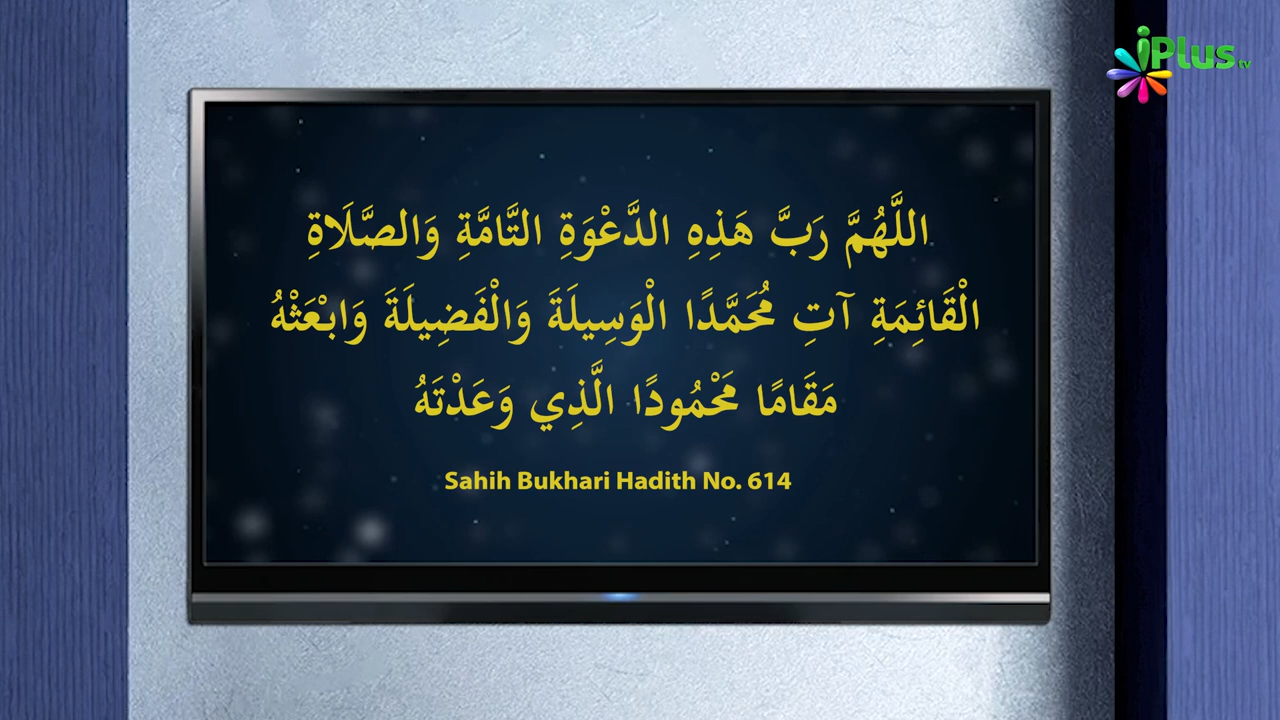 iPlus tv
اللَّهُمَّ رَبَّ هَذِهِ الدَّعْوَةِ التَّامَّةِ وَالصَّلَاةِ
الْقَائِمَةِ آتِ مُحَمَّدًا الْوَسِيلَةَ وَالْفَضِيلَةَ وَابْعَثْهُ
مَقَامًا مَحْمُودًا الَّذِي وَعَدْتَهُ
Sahih Bukhari Hadith No. 614